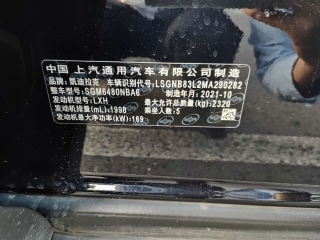 中国 上汽通用汽车有限公司制造
品牌：凯迪拉克 车辆识别代号：LSGNB83L2MA290282
整车型号：SGM6480NBA6 制造年月：2021-10
发动机型号：LXH 最大允许总质量(kg)：2320
发动机排量(mL)：1998 乘坐人数：5
发动机最大净功率(kW)：169